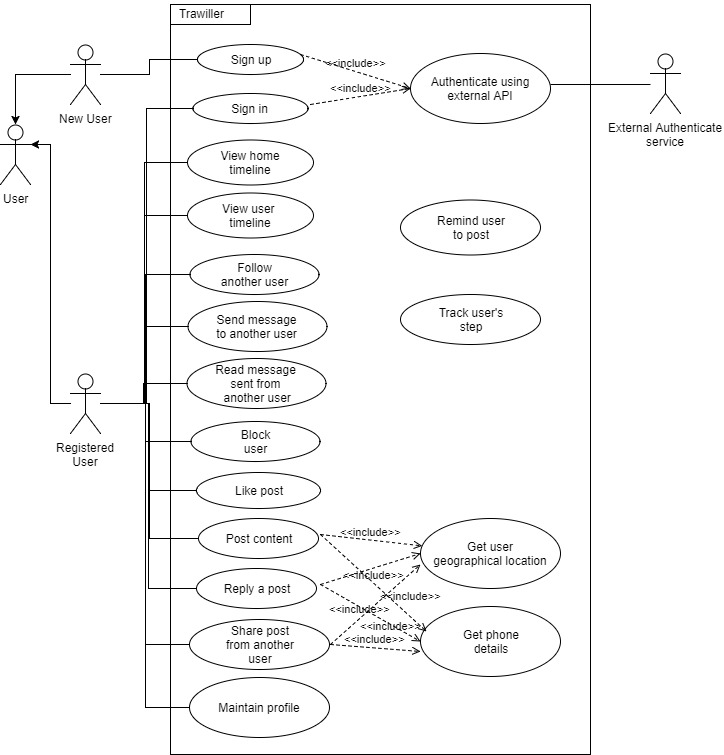 Trawiller
Sign up
<<include>>
Authenticate using
external API
New User
<<include>>
Sign in
External Authenticate
service
User
View home
timeline
View user
timeline
Remind user
to post
Follow
another user
Send message
to another user
Track user's
step
Read message
sent from
another user
Registered
User
Block
user
Like post
Post content
<<include>>
Get user
geographical location
<<include>>
Reply a post
<<include>>
<<include>>
<<include>>
<<include>>
Share post
from another
user
Get phone
details
Maintain profile